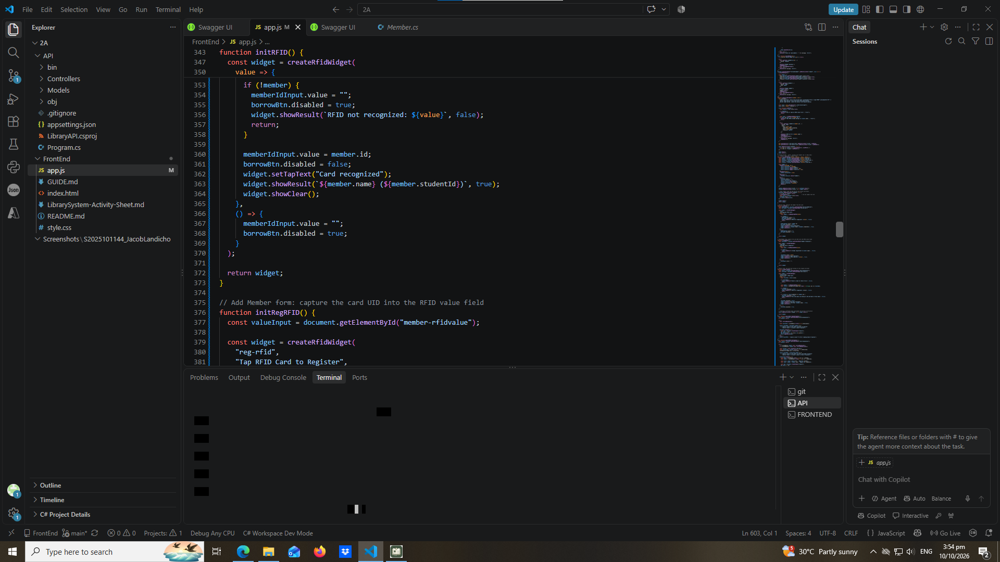 File Edit Selection View Go Run Terminal Help
2A
Update
Explorer
2A
API
bin
Controllers
Models
obj
.gitignore
{} appsettings.json
LibraryAPI.csproj
C# Program.cs
FrontEnd
JS app.js M
GUIDE.md
<> index.html
LibrarySystem-Activity-Sheet.md
README.md
# style.css
Screenshots\S2025101144_JacobLandicho
Outline
Timeline
C# Project Details
Swagger UI
JS app.js M
Swagger UI
C# Member.cs
FrontEnd > JS app.js > ...
343 function initRFID() {
347 const widget = createRfidWidget(
350 value => {
353 if (!member) {
354 memberIdInput.value = "";
355 borrowBtn.disabled = true;
356 widget.showResult(`RFID not recognized: ${value}`, false);
357 return;
358 }
359
360 memberIdInput.value = member.id;
361 borrowBtn.disabled = false;
362 widget.setTapText("Card recognized");
363 widget.showResult(`${member.name} (${member.studentId})`, true);
364 widget.showClear();
365 },
366 () => {
367 memberIdInput.value = "";
368 borrowBtn.disabled = true;
369 }
370 );
371
372 return widget;
373 }
374
375 // Add Member form: capture the card UID into the RFID value field
376 function initRegRFID() {
377 const valueInput = document.getElementById("member-rfidvalue");
378
379 const widget = createRfidWidget(
380 "reg-rfid",
381 "Tap RFID Card to Register",
Problems Output Debug Console Terminal Ports
git
API
FRONTEND
Chat
Sessions
Tip: Reference files or folders with # to give
the agent more context about the task.
JS app.js
Chat with Copilot
Agent Auto Balance
Copilot Interactive
FrontEnd main* 0 0 Projects: 1 Debug Any CPU C# Workspace Dev Mode
Ln 603, Col 1 Spaces: 4 UTF-8 CRLF {} JavaScript Go Live
Type here to search
5 30°C Partly sunny ENG
3:54 pm
10/10/2026
2